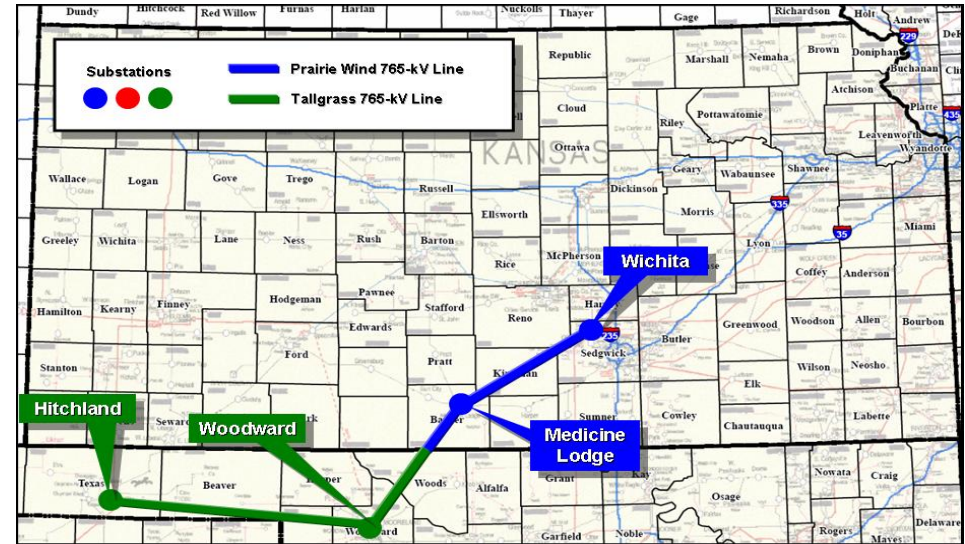 Dundy
Hitchcock
Red Willow
Furnas
Harlan
Nuckolls
Thayer
Gage
Richardson
Holt
Andrew
Substations
Prairie Wind 765-kV Line
Tallgrass 765-kV Line
Republic
Marshall
Nemaha
Brown
Doniphan
229
Buchanan
Atchison
Platte
Cloud
Riley
Pottawatomie
Leavenworth
Wyandotte
435
KANSAS
Ottawa
Wallace
Logan
Gove
Trego
Russell
Dickinson
Geary
Wabaunsee
Shawnee
Ellsworth
Morris
335
Greeley
Wichita
Lane
Ness
Rush
Barton
Rice
McPherson
Lyon
35
Miami
Wichita
Coffey
Anderson
Hamilton
Kearny
Finney
Hodgeman
Pawnee
Stafford
Reno
Edwards
235
Sedgwick
Butler
Greenwood
Woodson
Allen
Bourbon
Stanton
Ford
Pratt
Wilson
Neosho
Elk
Hitchland
Woodward
Medicine
Lodge
Sumner
Cowley
Chautauqua
Labette
Texas
Beaver
Woods
Alfalfa
Grant
Kay
Osage
Nowata
Craig
Garfield
Noble
Rogers
Mayes
Delaware